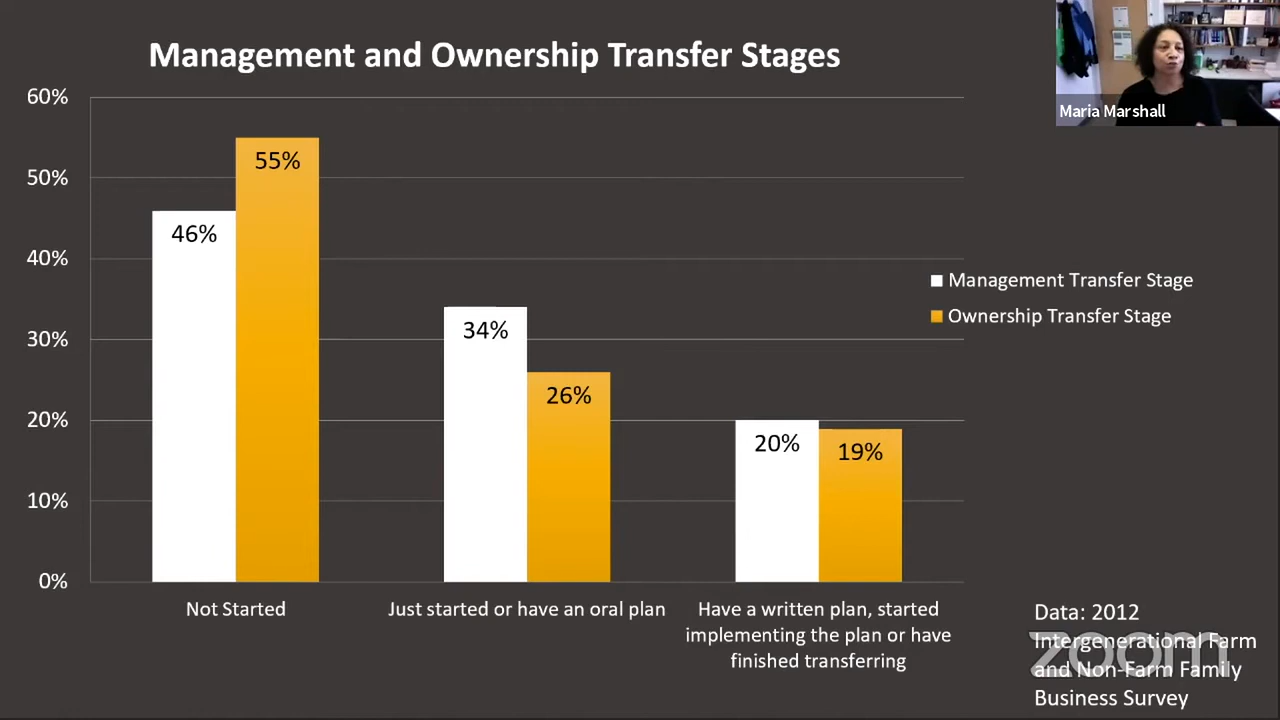 Management and Ownership Transfer Stages
Maria Marshall
60%
50%
40%
30%
20%
10%
0%
46%
55%
34%
26%
20%
19%
Management Transfer Stage
Ownership Transfer Stage
Not Started
Just started or have an oral plan
Have a written plan, started
implementing the plan or have
finished transferring
Data: 2012
Intergenerational Farm
and Non-Farm Family
Business Survey
zoom